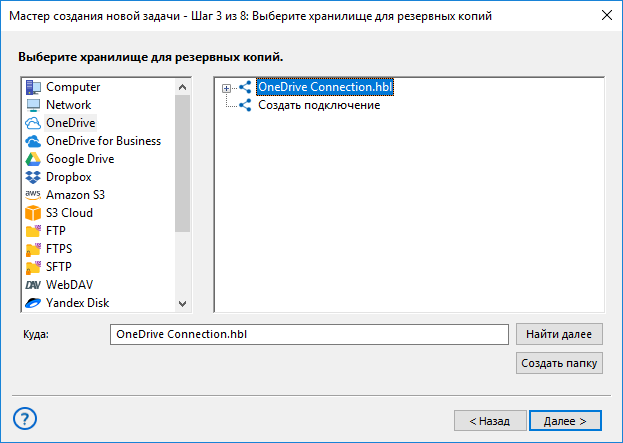 Мастер создания новой задачи - Шаг 3 из 8: Выберите хранилище для резервных копий
Выберите хранилище для резервных копий.
Computer
Network
OneDrive
OneDrive for Business
Google Drive
Dropbox
aws Amazon S3
S3 Cloud
FTP
FTPS
SFTP
DAV WebDAV
Yandex Disk
OneDrive Connection.hbl
Создать подключение
Куда: OneDrive Connection.hbl Найти далее
Создать папку
? < Назад Далее >